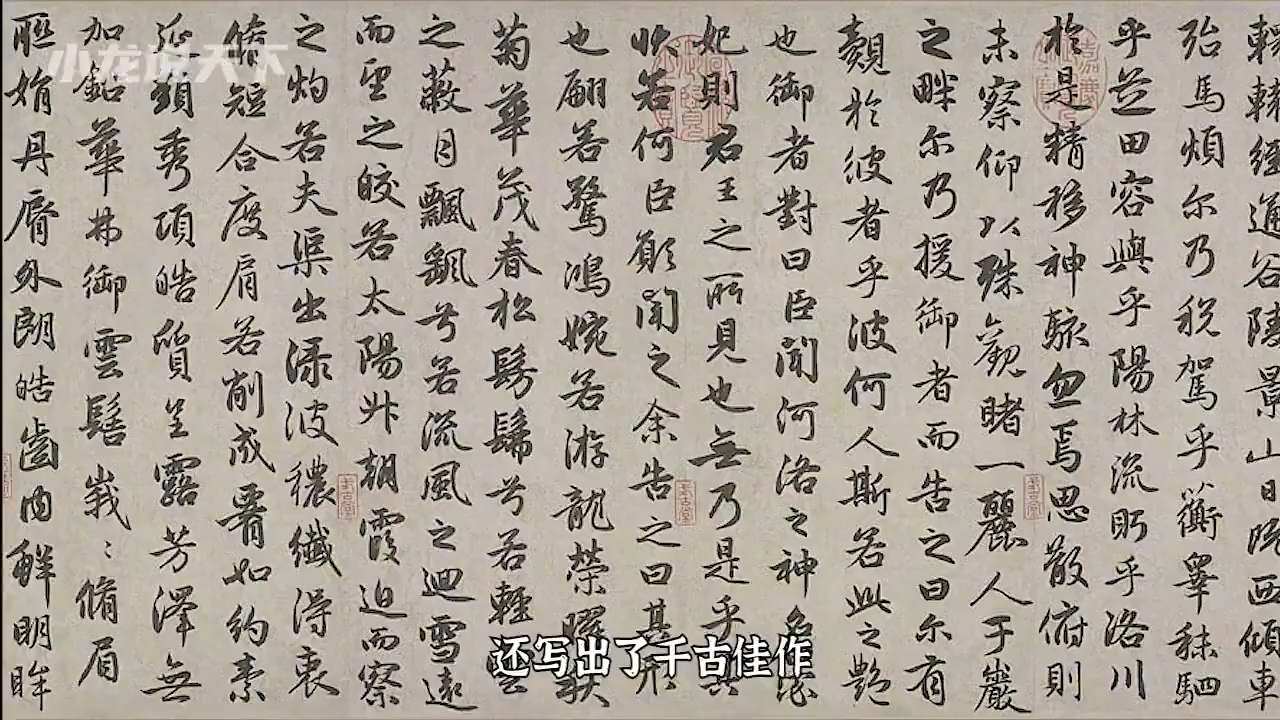 轘轅經通谷陵景山日既西傾車
殆馬煩尔乃税駕乎蘅皋秣駟
乎芝田容與乎陽林流眄乎洛川
於是精移神駭忽焉思散俯則
未察仰以殊觀睹一麗人于巖
之畔尔乃援御者而告之曰尔有
覿於彼者乎彼何人斯若此之艷
也御者對曰臣聞河洛之神名宓
妃則君王之所見也無乃是乎其
狀若何臣願聞之余告之曰其形
也翩若驚鴻婉若游龍榮曜秋
菊華茂春松髣髴兮若輕雲
之蔽月飄颻兮若流風之迴雪遠
而望之皎若太陽升朝霞迫而察
之灼若夫渠出渌波穠纖得衷
脩短合度肩若削成署如約素
延頸秀項皓質呈露芳澤無
加鉛華弗御雲髻峩〻脩眉
聯娟丹脣外朗皓齒内鮮明眸
小龙说天下
还写出了千古佳作